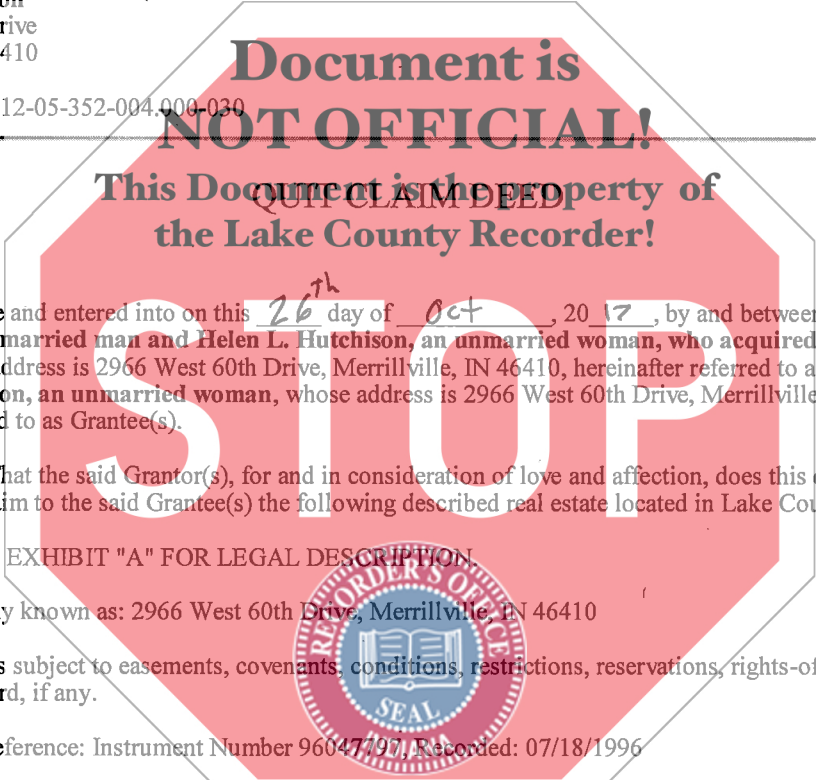 rive
410
12-05-352-004.000-030
Document is
NOT OFFICIAL!
This Document is the property of
the Lake County Recorder!
QUIT CLAIM DEED
e and entered into on this 26th day of Oct, 20 17, by and between
married man and Helen L. Hutchison, an unmarried woman, who acquired
ddress is 2966 West 60th Drive, Merrillville, IN 46410, hereinafter referred to a
on, an unmarried woman, whose address is 2966 West 60th Drive, Merrillville
d to as Grantee(s).
hat the said Grantor(s), for and in consideration of love and affection, does this
im to the said Grantee(s) the following described real estate located in Lake Cou
EXHIBIT "A" FOR LEGAL DESCRIPTION.
y known as: 2966 West 60th Drive, Merrillville, IN 46410
s subject to easements, covenants, conditions, restrictions, reservations, rights-of
rd, if any.
eference: Instrument Number 96047797, Recorded: 07/18/1996
STOP
RECORDER'S OFFICE
SEAL